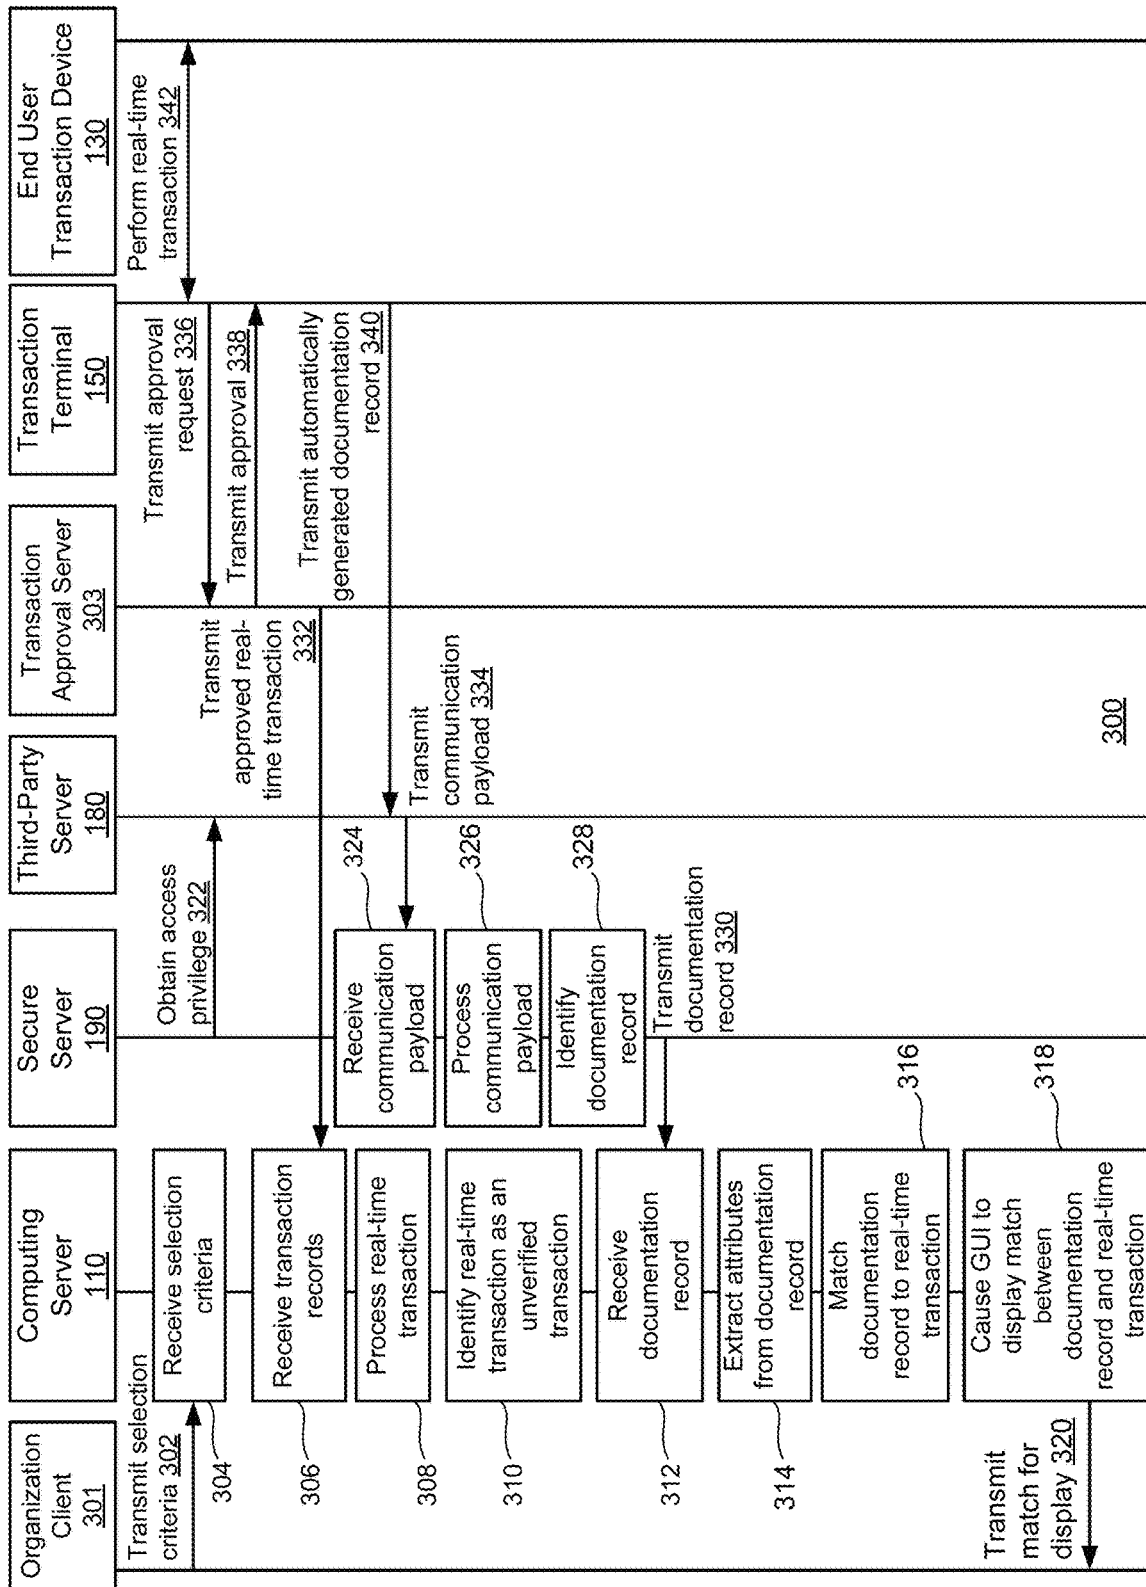 Organization
Client
301
Computing
Server
110
Secure
Server
190
Third-Party
Server
180
Transaction
Approval Server
303
Transaction
Terminal
150
End User
Transaction Device
130
Transmit selection
criteria 302
Receive selection
criteria
304
Obtain access
privilege 322
Perform real-time
transaction 342
Transmit approval
request 336
Transmit approval 338
Transmit
approved real-
time transaction
332
Receive transaction
records
306
Transmit automatically
generated documentation
record 340
Transmit
communication
payload 334
Receive
communication
payload
324
Process real-time
transaction
308
Process
communication
payload
326
Identify real-time
transaction as an
unverified
transaction
310
Identify
documentation
record
328
Transmit
documentation
record 330
Receive
documentation
record
312
Extract attributes
from documentation
record
314
Match
documentation
record to real-time
transaction
316
Cause GUI to
display match
between
documentation
record and real-time
transaction
318
Transmit
match for
display 320
300